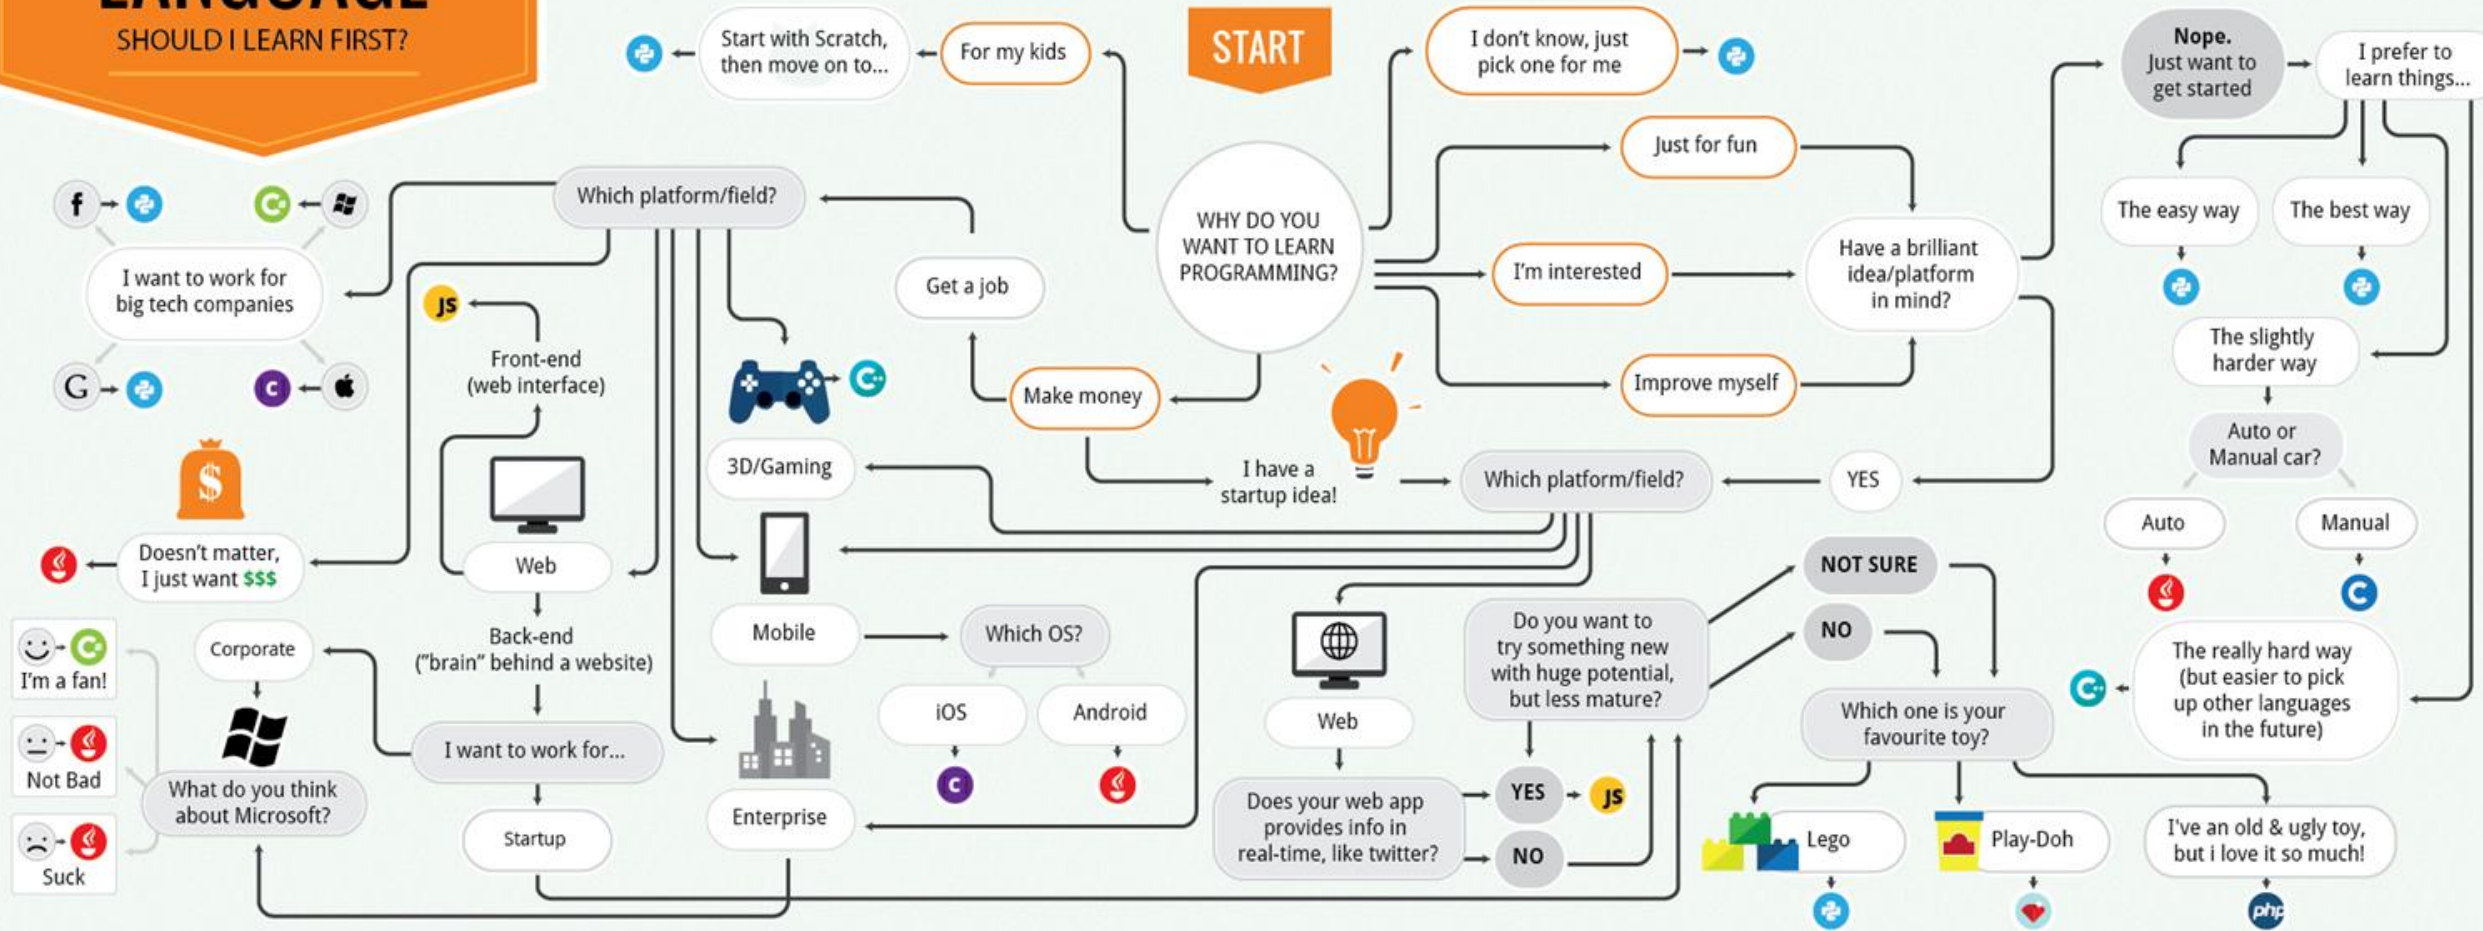 LANGUAGE
SHOULD I LEARN FIRST?
START
Start with Scratch,
then move on to...
For my kids
I don't know, just
pick one for me
Nope.
Just want to
get started
I prefer to
learn things...
Just for fun
Which platform/field?
WHY DO YOU
WANT TO LEARN
PROGRAMMING?
The easy way
The best way
f
I want to work for
big tech companies
G
C
JS
Get a job
I'm interested
Have a brilliant
idea/platform
in mind?
Front-end
(web interface)
C++
Make money
Improve myself
The slightly
harder way
Auto or
Manual car?
3D/Gaming
I have a
startup idea!
Which platform/field?
YES
Auto
Manual
C
$
Doesn't matter,
I just want $$$
Web
NOT SURE
Do you want to
try something new
with huge potential,
but less mature?
NO
Mobile
Which OS?
iOS
Android
C
Back-end
("brain" behind a website)
Corporate
I'm a fan!
Not Bad
Suck
What do you think
about Microsoft?
I want to work for...
Startup
Enterprise
Web
Does your web app
provides info in
real-time, like twitter?
YES
JS
NO
Which one is your
favourite toy?
The really hard way
(but easier to pick
up other languages
in the future)
C++
Lego
Play-Doh
I've an old & ugly toy,
but i love it so much!
php